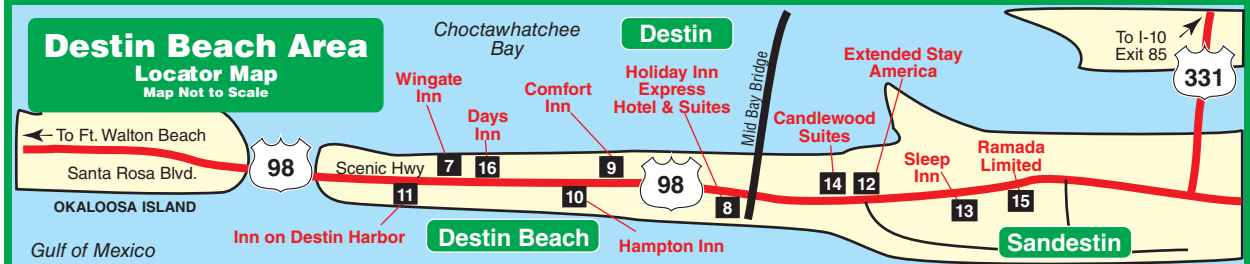 Destin Beach Area
Locator Map
Map Not to Scale
Choctawhatchee
Bay
Destin
Mid Bay Bridge
To I-10
Exit 85
331
Wingate
Inn
Days
Inn
Comfort
Inn
Holiday Inn
Express
Hotel & Suites
Candlewood
Suites
Extended Stay
America
Sleep
Inn
Ramada
Limited
To Ft. Walton Beach
Santa Rosa Blvd.
OKALOOSA ISLAND
98
Scenic Hwy
7
16
9
98
14
12
11
10
8
13
15
Inn on Destin Harbor
Destin Beach
Hampton Inn
Sandestin
Gulf of Mexico